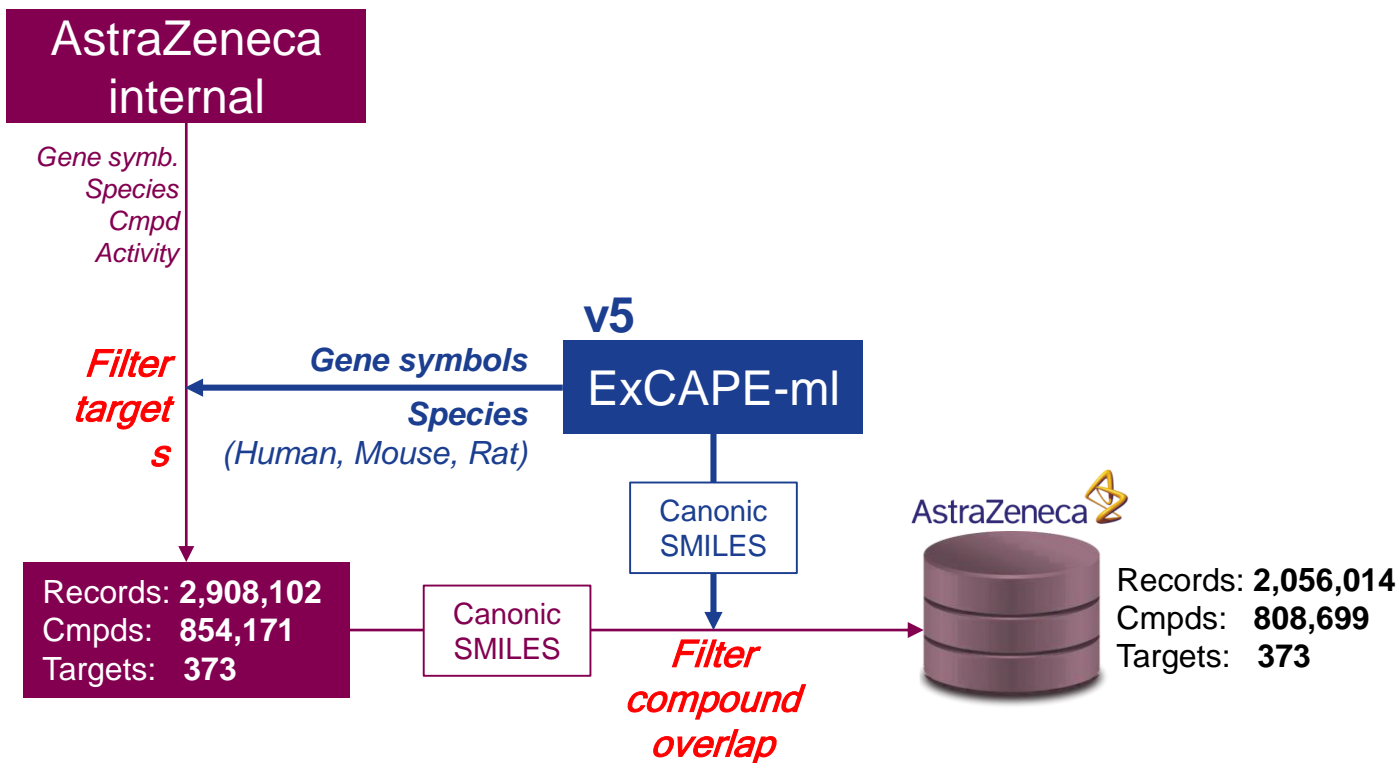 AstraZeneca
internal
Gene symb.
Species
Cmpd
Activity
v5
Filter
target
s
Gene symbols
Species
(Human, Mouse, Rat)
ExCAPE-ml
Canonic
SMILES
AstraZeneca
Records: 2,908,102
Cmpds: 854,171
Targets: 373
Canonic
SMILES
Filter
compound
overlap
Records: 2,056,014
Cmpds: 808,699
Targets: 373